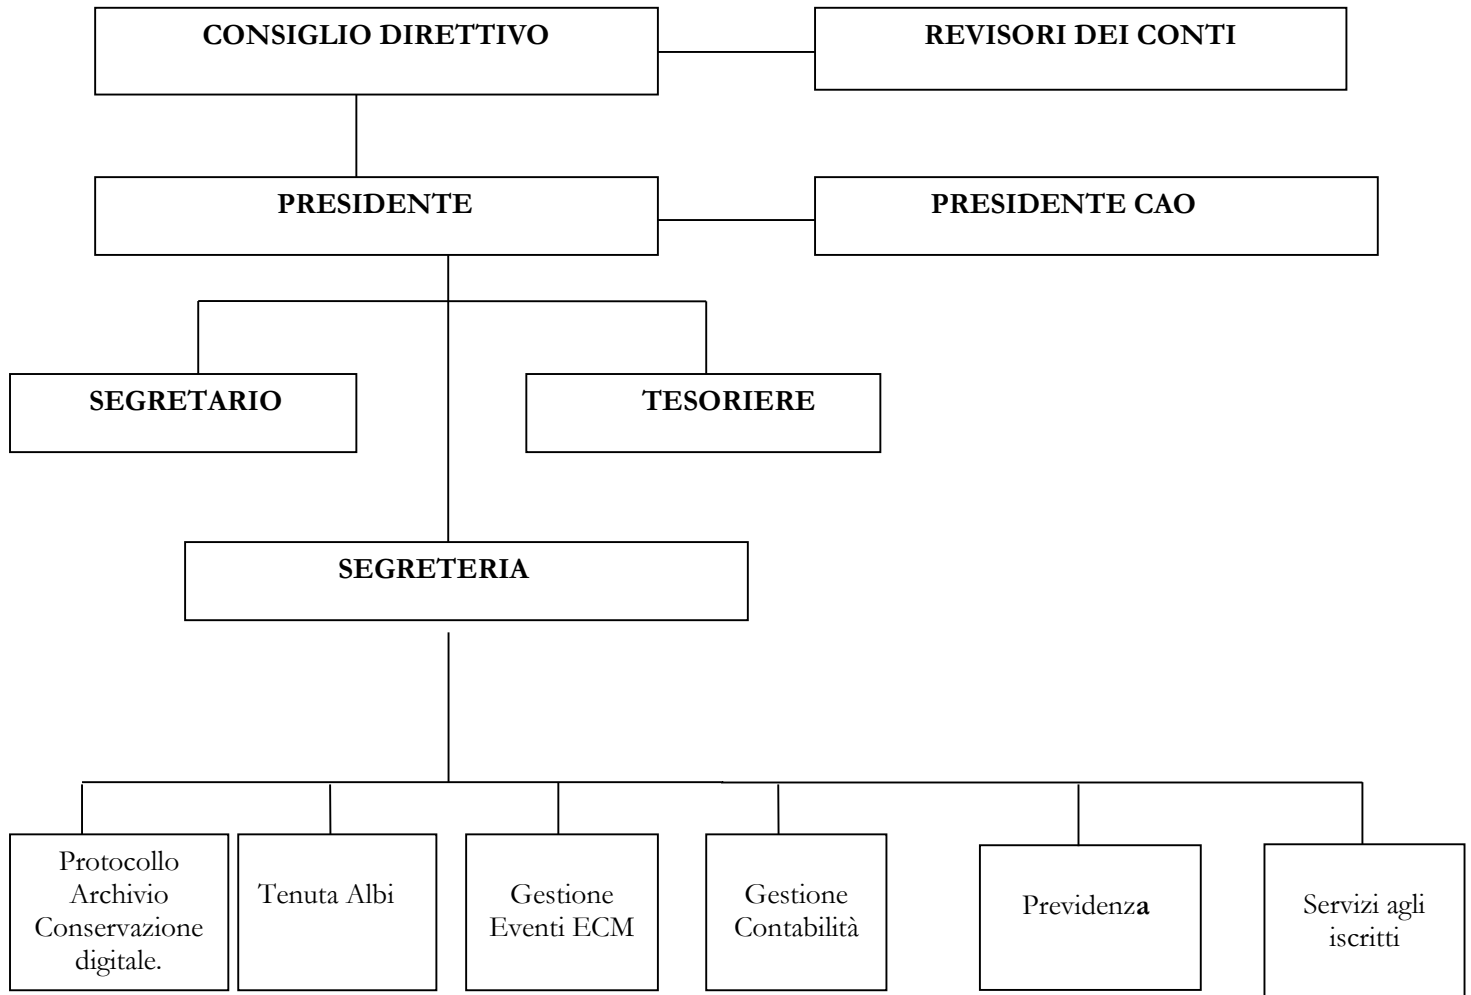 CONSIGLIO DIRETTIVO
REVISORI DEI CONTI
PRESIDENTE
PRESIDENTE CAO
SEGRETARIO
TESORIERE
SEGRETERIA
Protocollo
Archivio
Conservazione
digitale.
Tenuta Albi
Gestione
Eventi ECM
Gestione
Contabilità
Previdenza
Servizi agli
iscritti